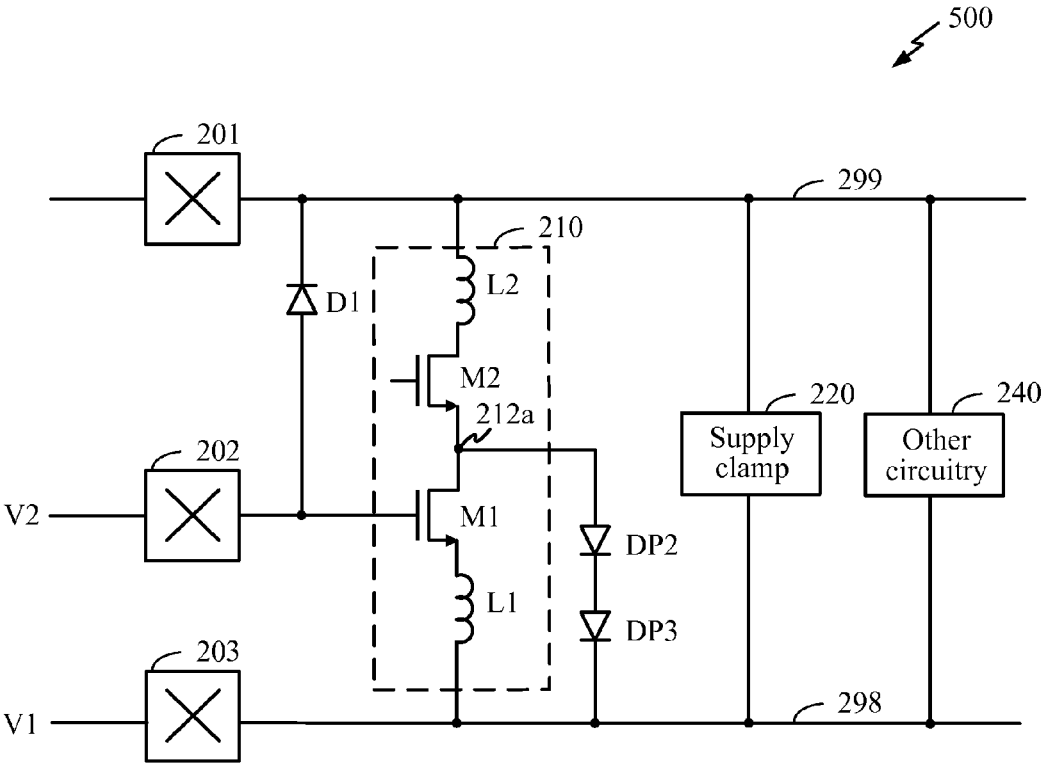 500
201
299
210
L2
D1
M2
212a
220
240
Supply
clamp
Other
circuitry
202
V2
M1
DP2
L1
DP3
203
298
V1